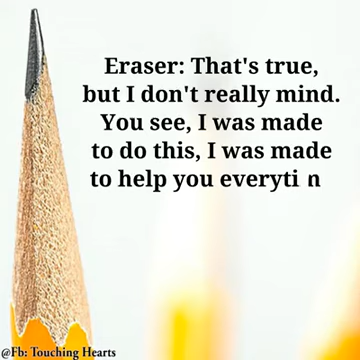 Eraser: That's true,
but I don't really mind.
You see, I was made
to do this, I was made
to help you everyti n
@Fb: Touching Hearts